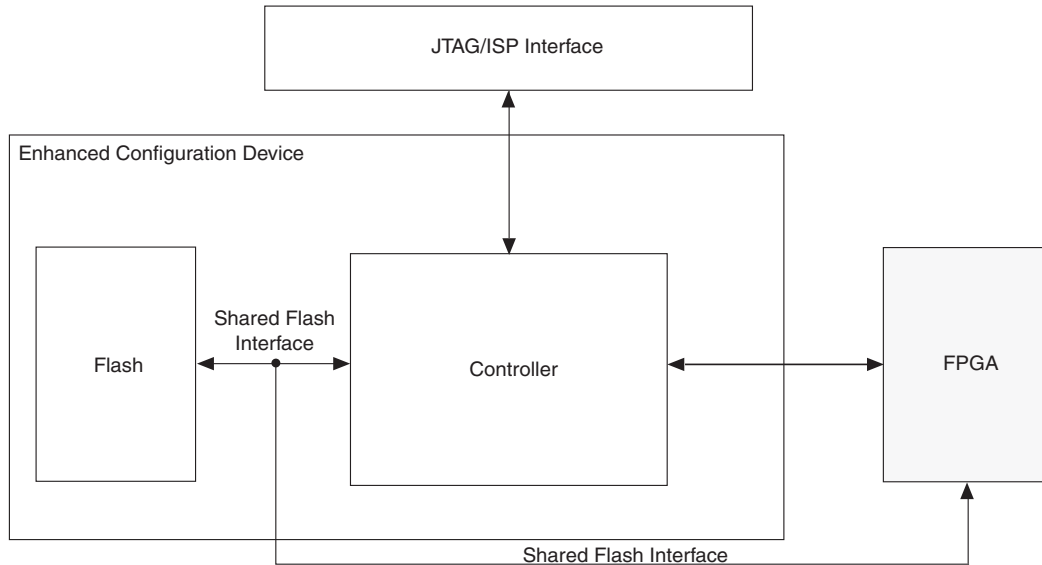 JTAG/ISP Interface
Enhanced Configuration Device
Shared Flash
Interface
Flash
Controller
FPGA
Shared Flash Interface